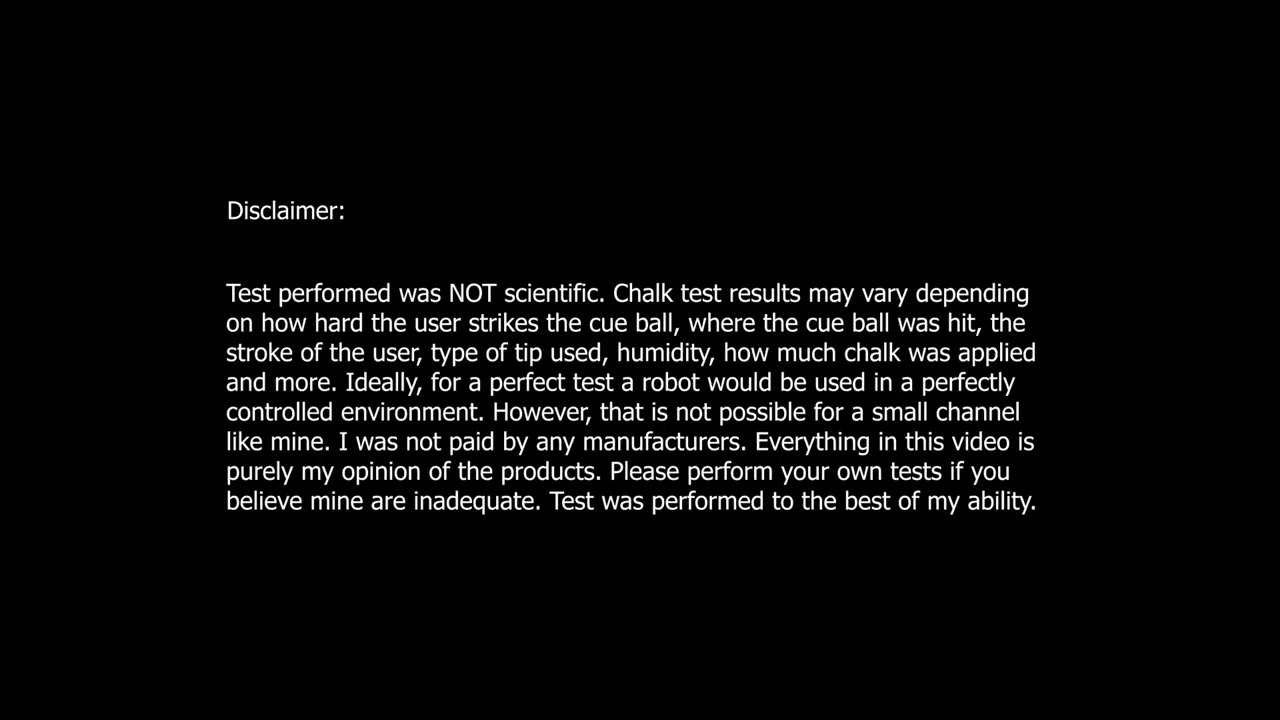 Disclaimer:
Test performed was NOT scientific. Chalk test results may vary depending
on how hard the user strikes the cue ball, where the cue ball was hit, the
stroke of the user, type of tip used, humidity, how much chalk was applied
and more. Ideally, for a perfect test a robot would be used in a perfectly
controlled environment. However, that is not possible for a small channel
like mine. I was not paid by any manufacturers. Everything in this video is
purely my opinion of the products. Please perform your own tests if you
believe mine are inadequate. Test was performed to the best of my ability.